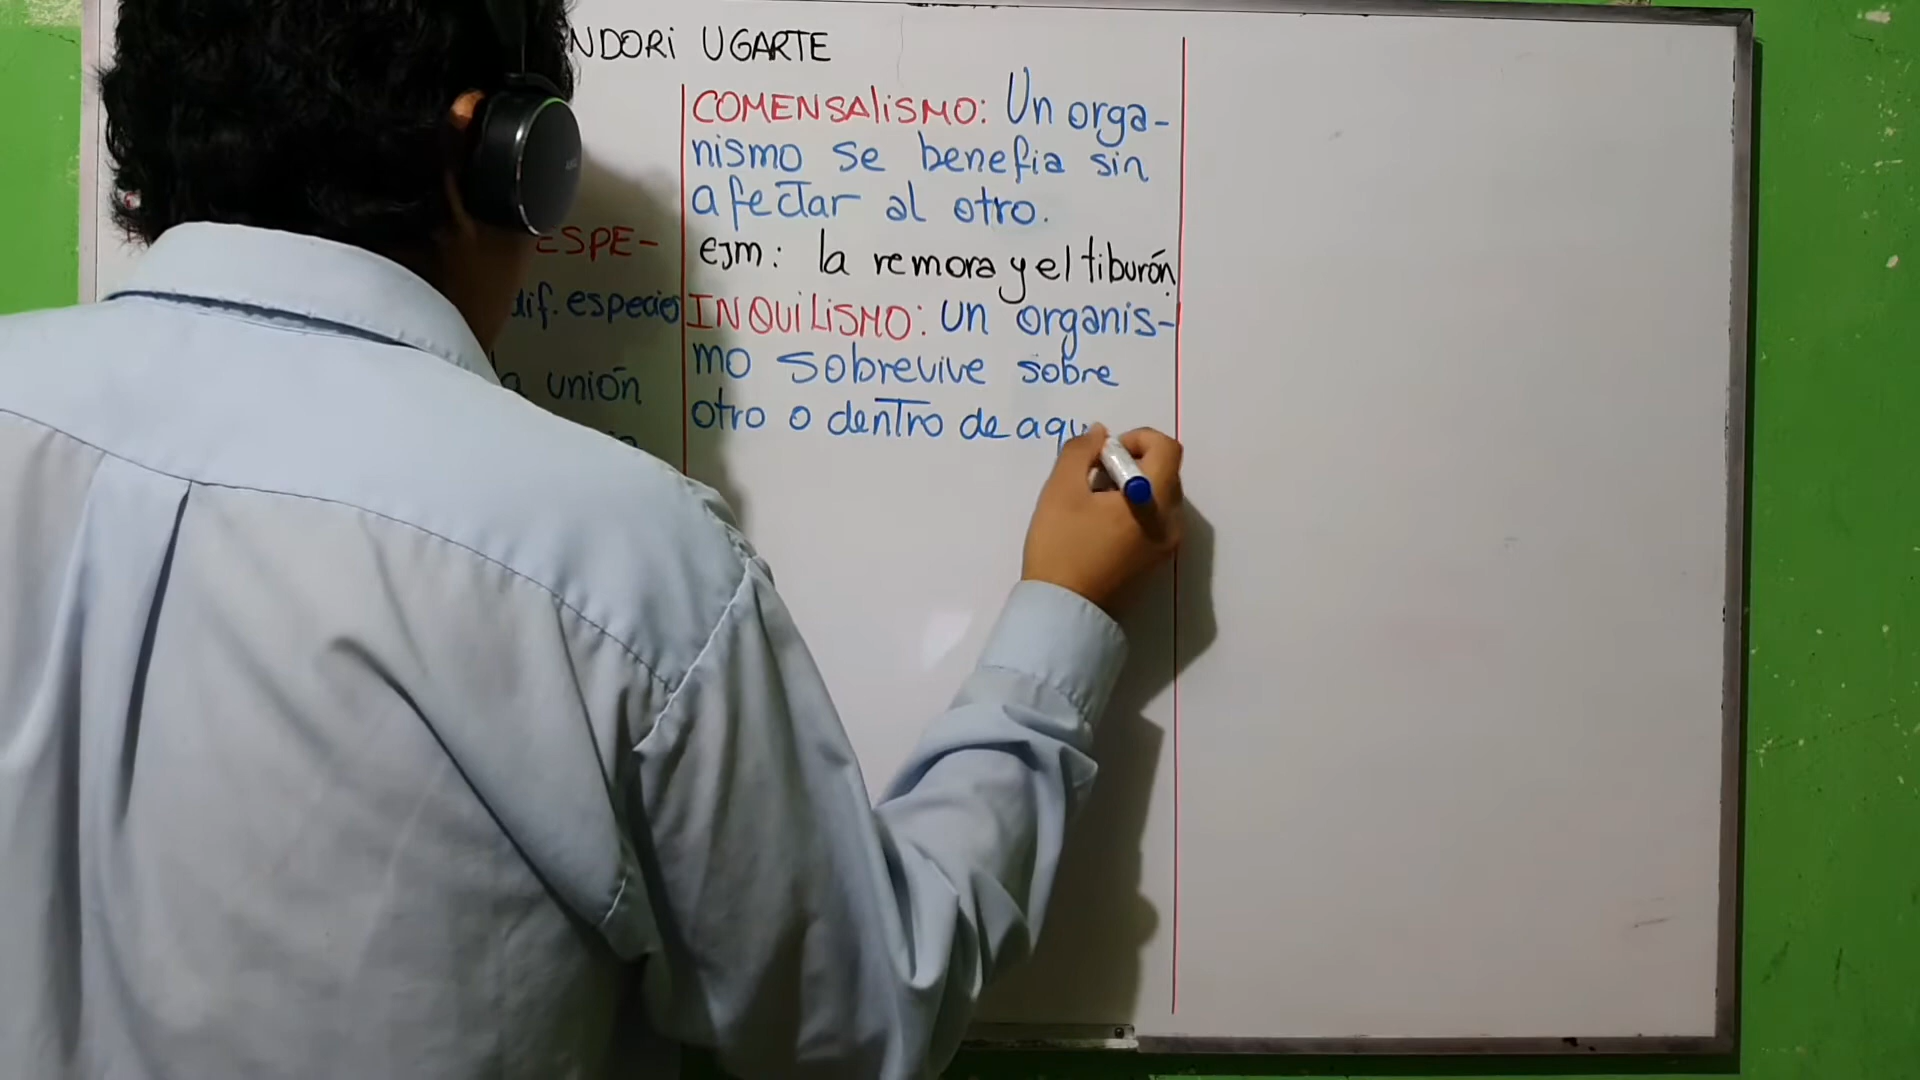 NDORI UGARTE
ESPE-
dif. especies
unión
COMENSALISMO: Un orga-
nismo se benefia sin
afectar al otro.
ejm: la remora y el tiburón
INQUILISMO: un organis-
mo sobrevive sobre
otro o dentro de aqu